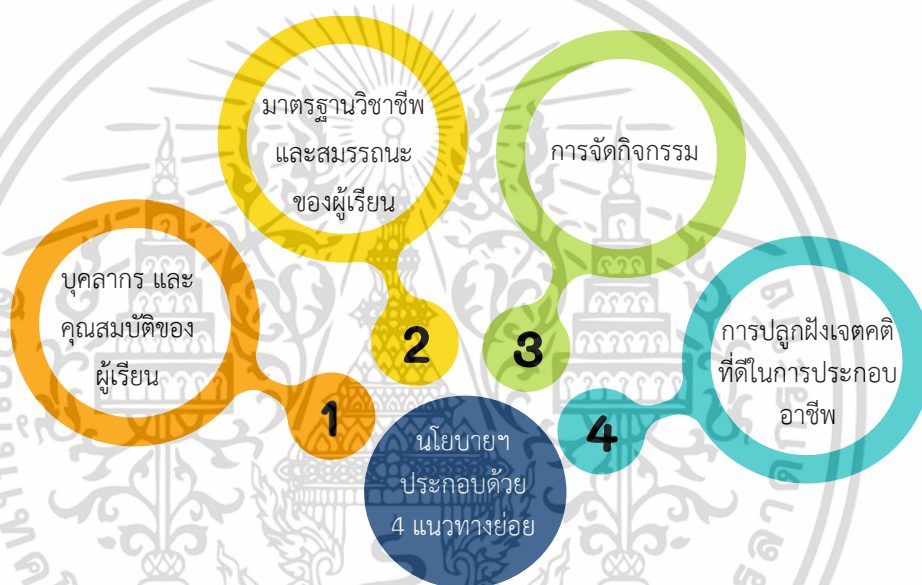 บุคลากร และ
คุณสมบัติของ
ผู้เรียน
1
มาตรฐานวิชาชีพ
และสมรรถนะ
ของผู้เรียน
2
การจัดกิจกรรม
3
การปลูกฝังเจตคติ
ที่ดีในการประกอบ
อาชีพ
4
นโยบายฯ
ประกอบด้วย
4 แนวทางย่อย